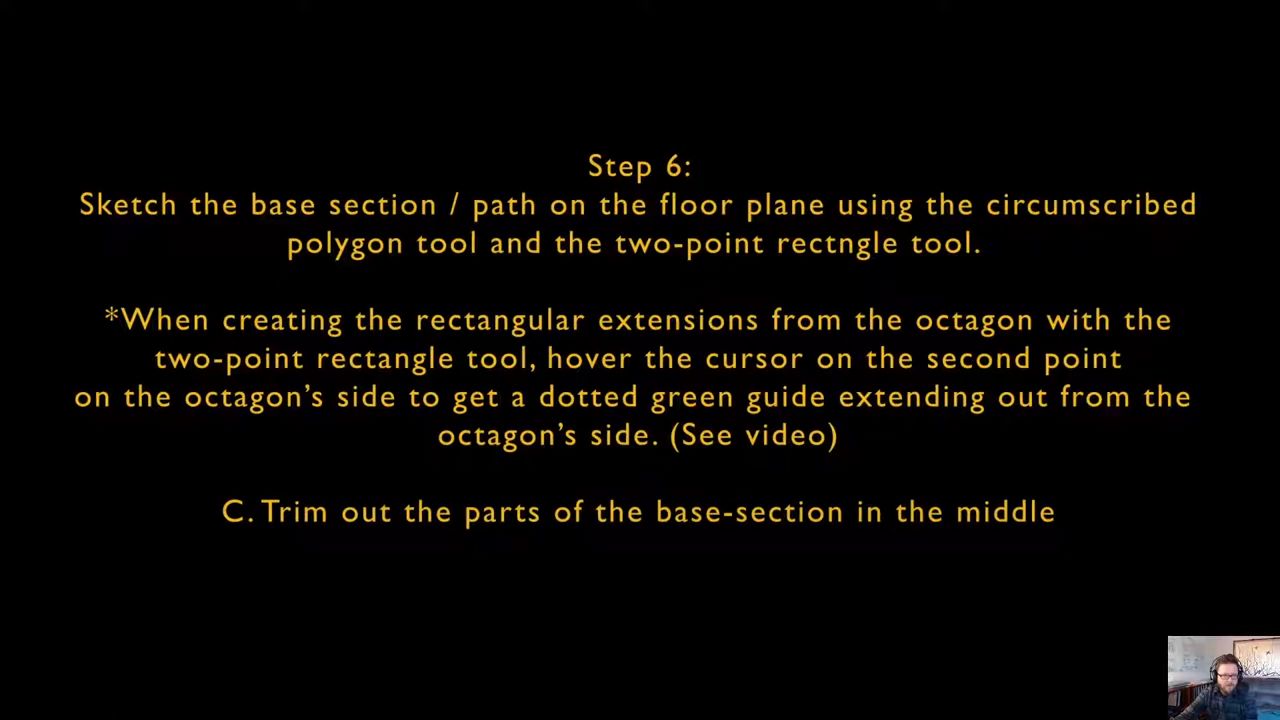 Step 6:
Sketch the base section / path on the floor plane using the circumscribed
polygon tool and the two-point rectngle tool.
*When creating the rectangular extensions from the octagon with the
two-point rectangle tool, hover the cursor on the second point
on the octagon’s side to get a dotted green guide extending out from the
octagon’s side. (See video)
C. Trim out the parts of the base-section in the middle